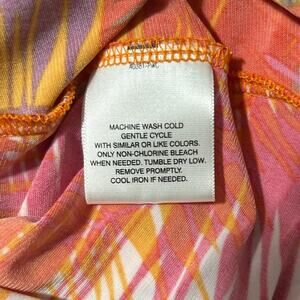 MACHINE WASH COLD
GENTLE CYCLE
WITH SIMILAR OR LIKE COLORS.
ONLY NON-CHLORINE BLEACH
WHEN NEEDED. TUMBLE DRY LOW.
REMOVE PROMPTLY.
COOL IRON IF NEEDED.